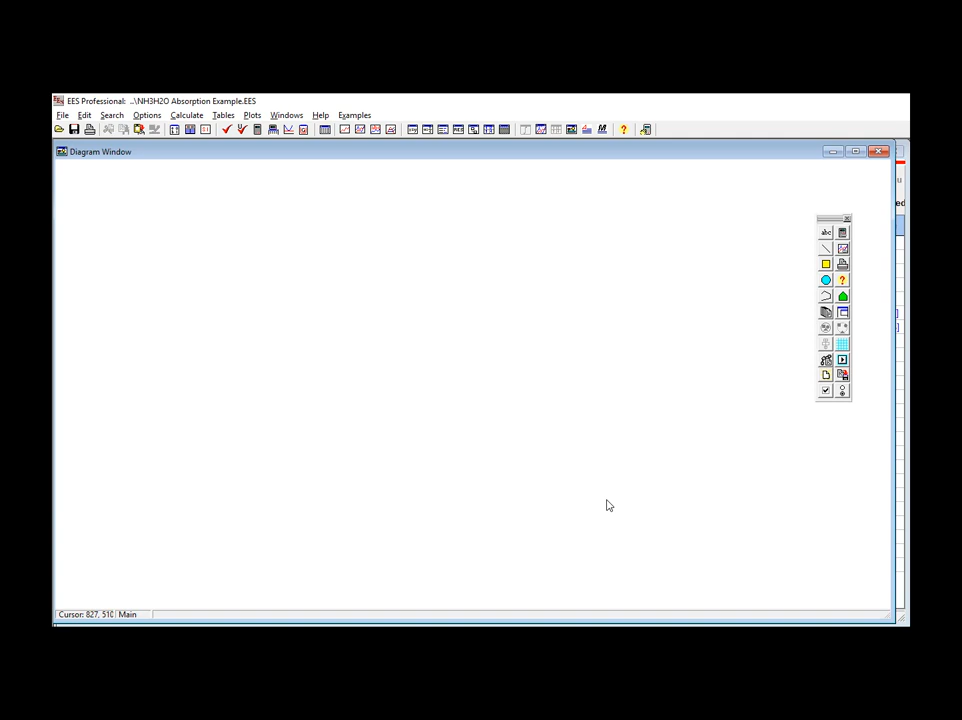 EES Professional: ..\NH3H2O Absorption Example.EES
File Edit Search Options Calculate Tables Plots Windows Help Examples
Diagram Window
u
ed
abc
Cursor: 827, 510 Main